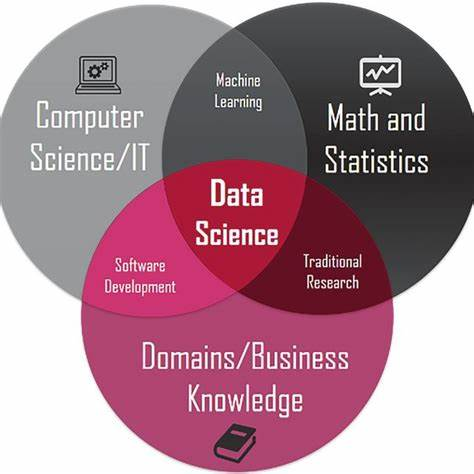 Machine
Learning
Computer
Science/IT
Math and
Statistics
Data
Science
Software
Development
Traditional
Research
Domains/Business
Knowledge